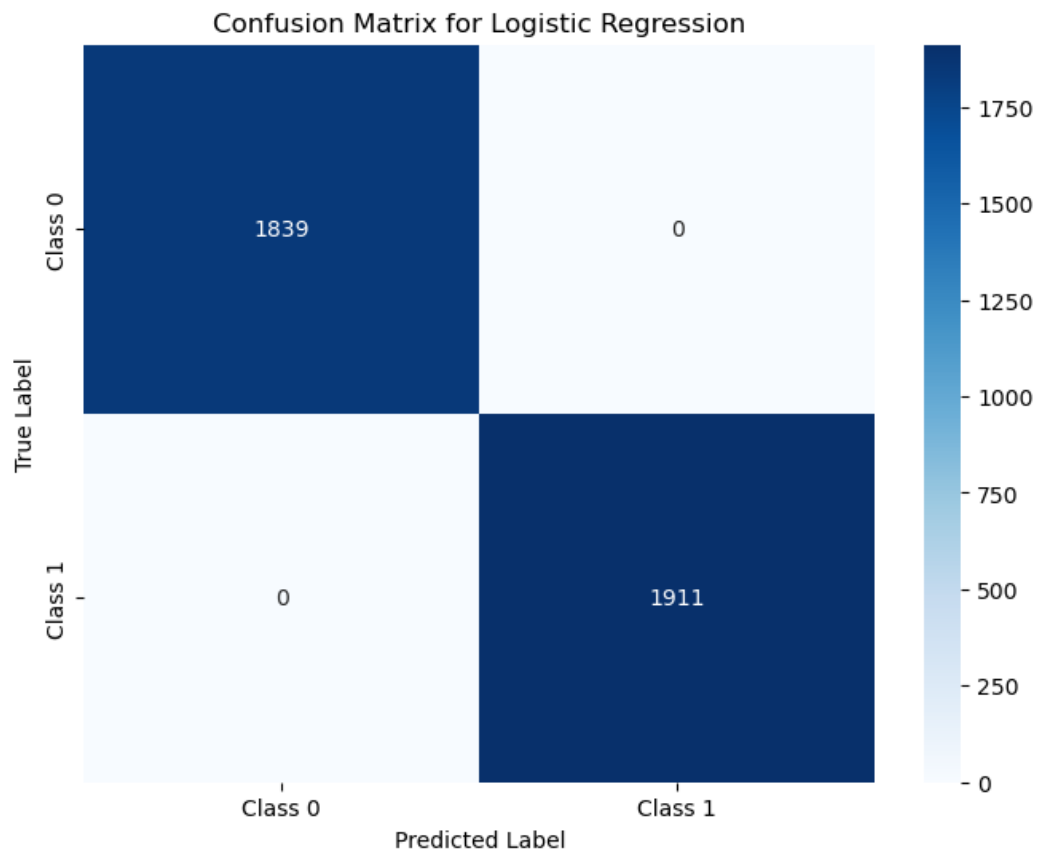 Confusion Matrix for Logistic Regression
True Label
Class 0
Class 1
1839
0
0
1911
Class 0
Class 1
Predicted Label
1750
1500
1250
1000
750
500
250
0